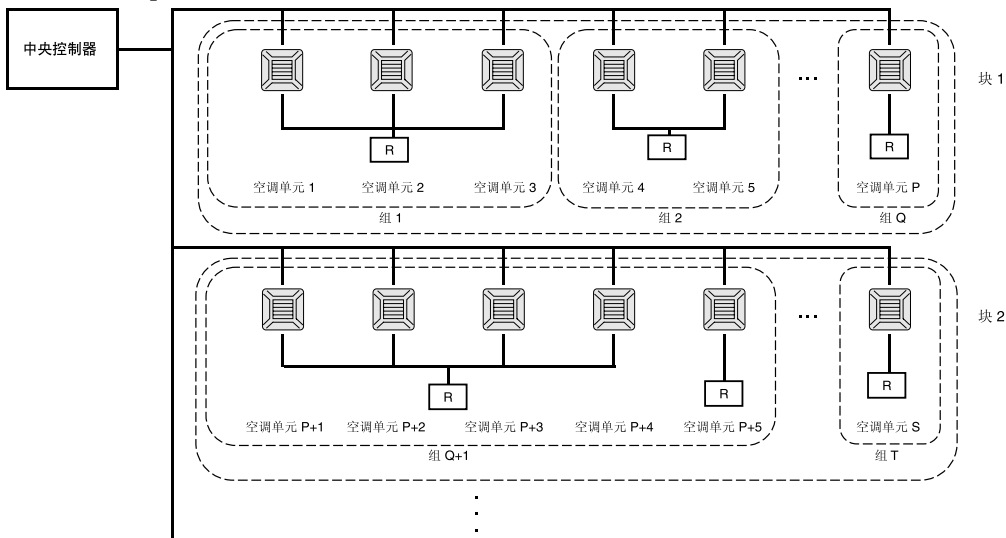 中央控制器
块 1
R
R
R
空调单元 1
空调单元 2
空调单元 3
空调单元 4
空调单元 5
空调单元 P
组 1
组 2
组 Q
...
块 2
...
R
R
R
空调单元 P+1
空调单元 P+2
空调单元 P+3
空调单元 P+4
空调单元 P+5
空调单元 S
组 Q+1
组 T